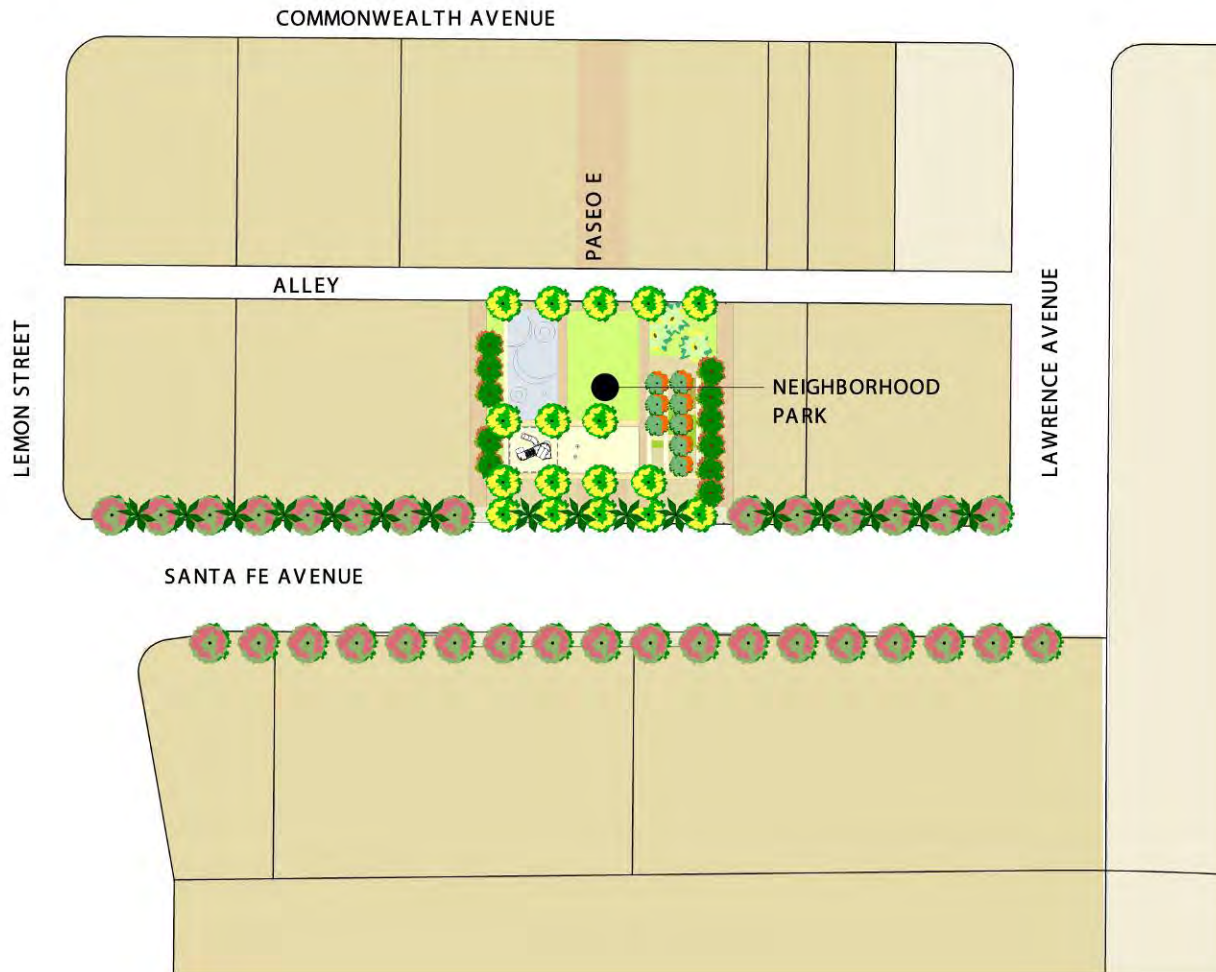 COMMONWEALTH AVENUE
PASEO E
ALLEY
LEMON STREET
NEIGHBORHOOD
PARK
LAWRENCE AVENUE
SANTA FE AVENUE